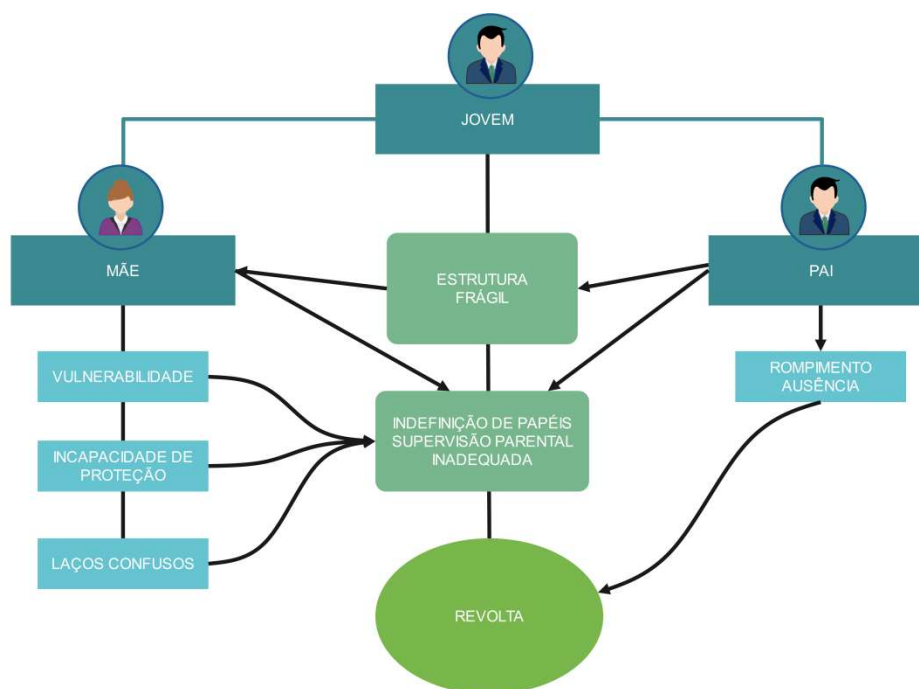 JOVEM
MÃE
PAI
ESTRUTURA
FRÁGIL
VULNERABILIDADE
ROMPIMENTO
AUSÊNCIA
INDEFINIÇÃO DE PAPÉIS
SUPERVISÃO PARENTAL
INADEQUADA
INCAPACIDADE DE
PROTEÇÃO
LAÇOS CONFUSOS
REVOLTA